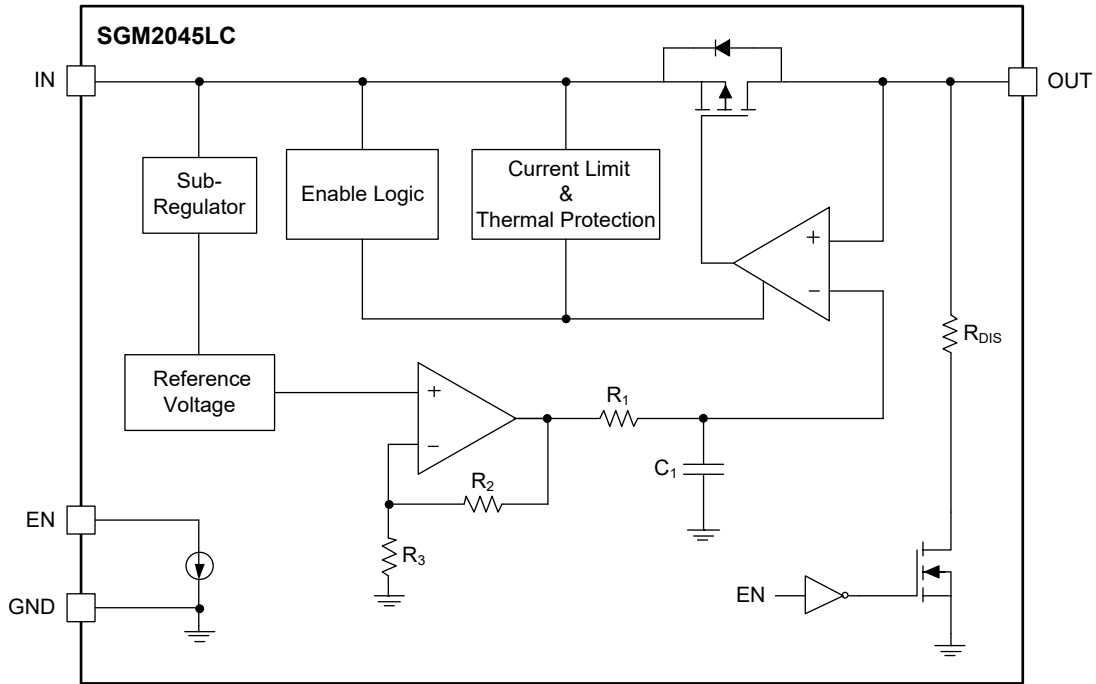 SGM2045LC
IN
OUT
Sub-
Regulator
Enable Logic
Current Limit
&
Thermal Protection
+
−
R_DIS
Reference
Voltage
+
−
R₁
C₁
R₂
R₃
EN
GND
EN